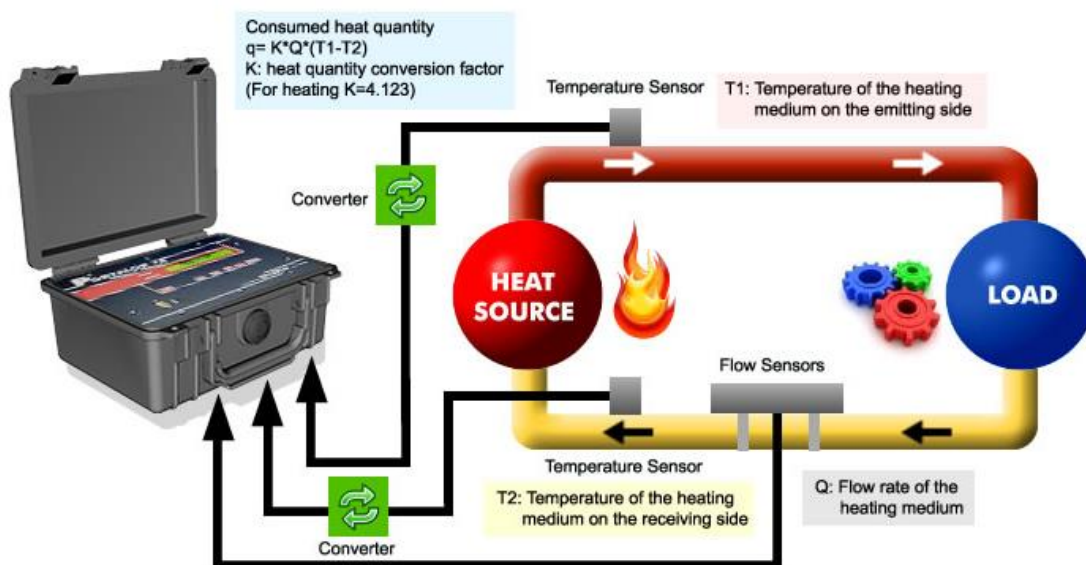 Consumed heat quantity
q= K*Q*(T1-T2)
K: heat quantity conversion factor
(For heating K=4.123)
Temperature Sensor
T1: Temperature of the heating
medium on the emitting side
Converter
HEAT
SOURCE
LOAD
Flow Sensors
Temperature Sensor
T2: Temperature of the heating
medium on the receiving side
Q: Flow rate of the
heating medium
Converter